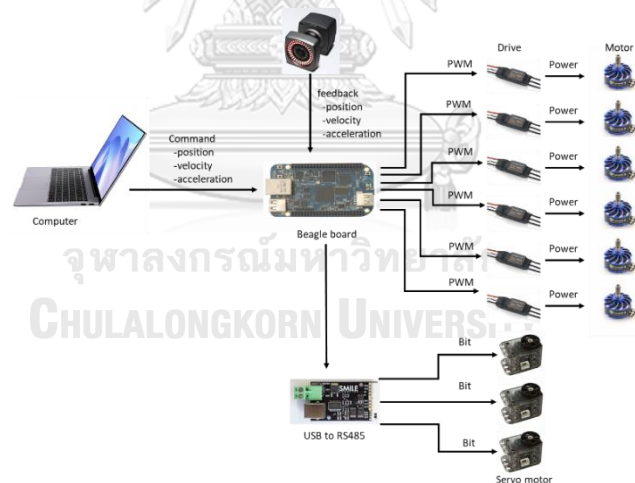 Drive
Motor
PWM
Power
feedback
-position
-velocity
-acceleration
PWM
Power
Command
-position
-velocity
-acceleration
PWM
Power
PWM
Power
Computer
Beagle board
PWM
Power
จุฬาลงกรณ์มหาวิทยาลัย
PWM
Power
CHULALONGKORN UNIVERSITY
Bit
SMILE
Bit
USB to RS485
Bit
Servo motor